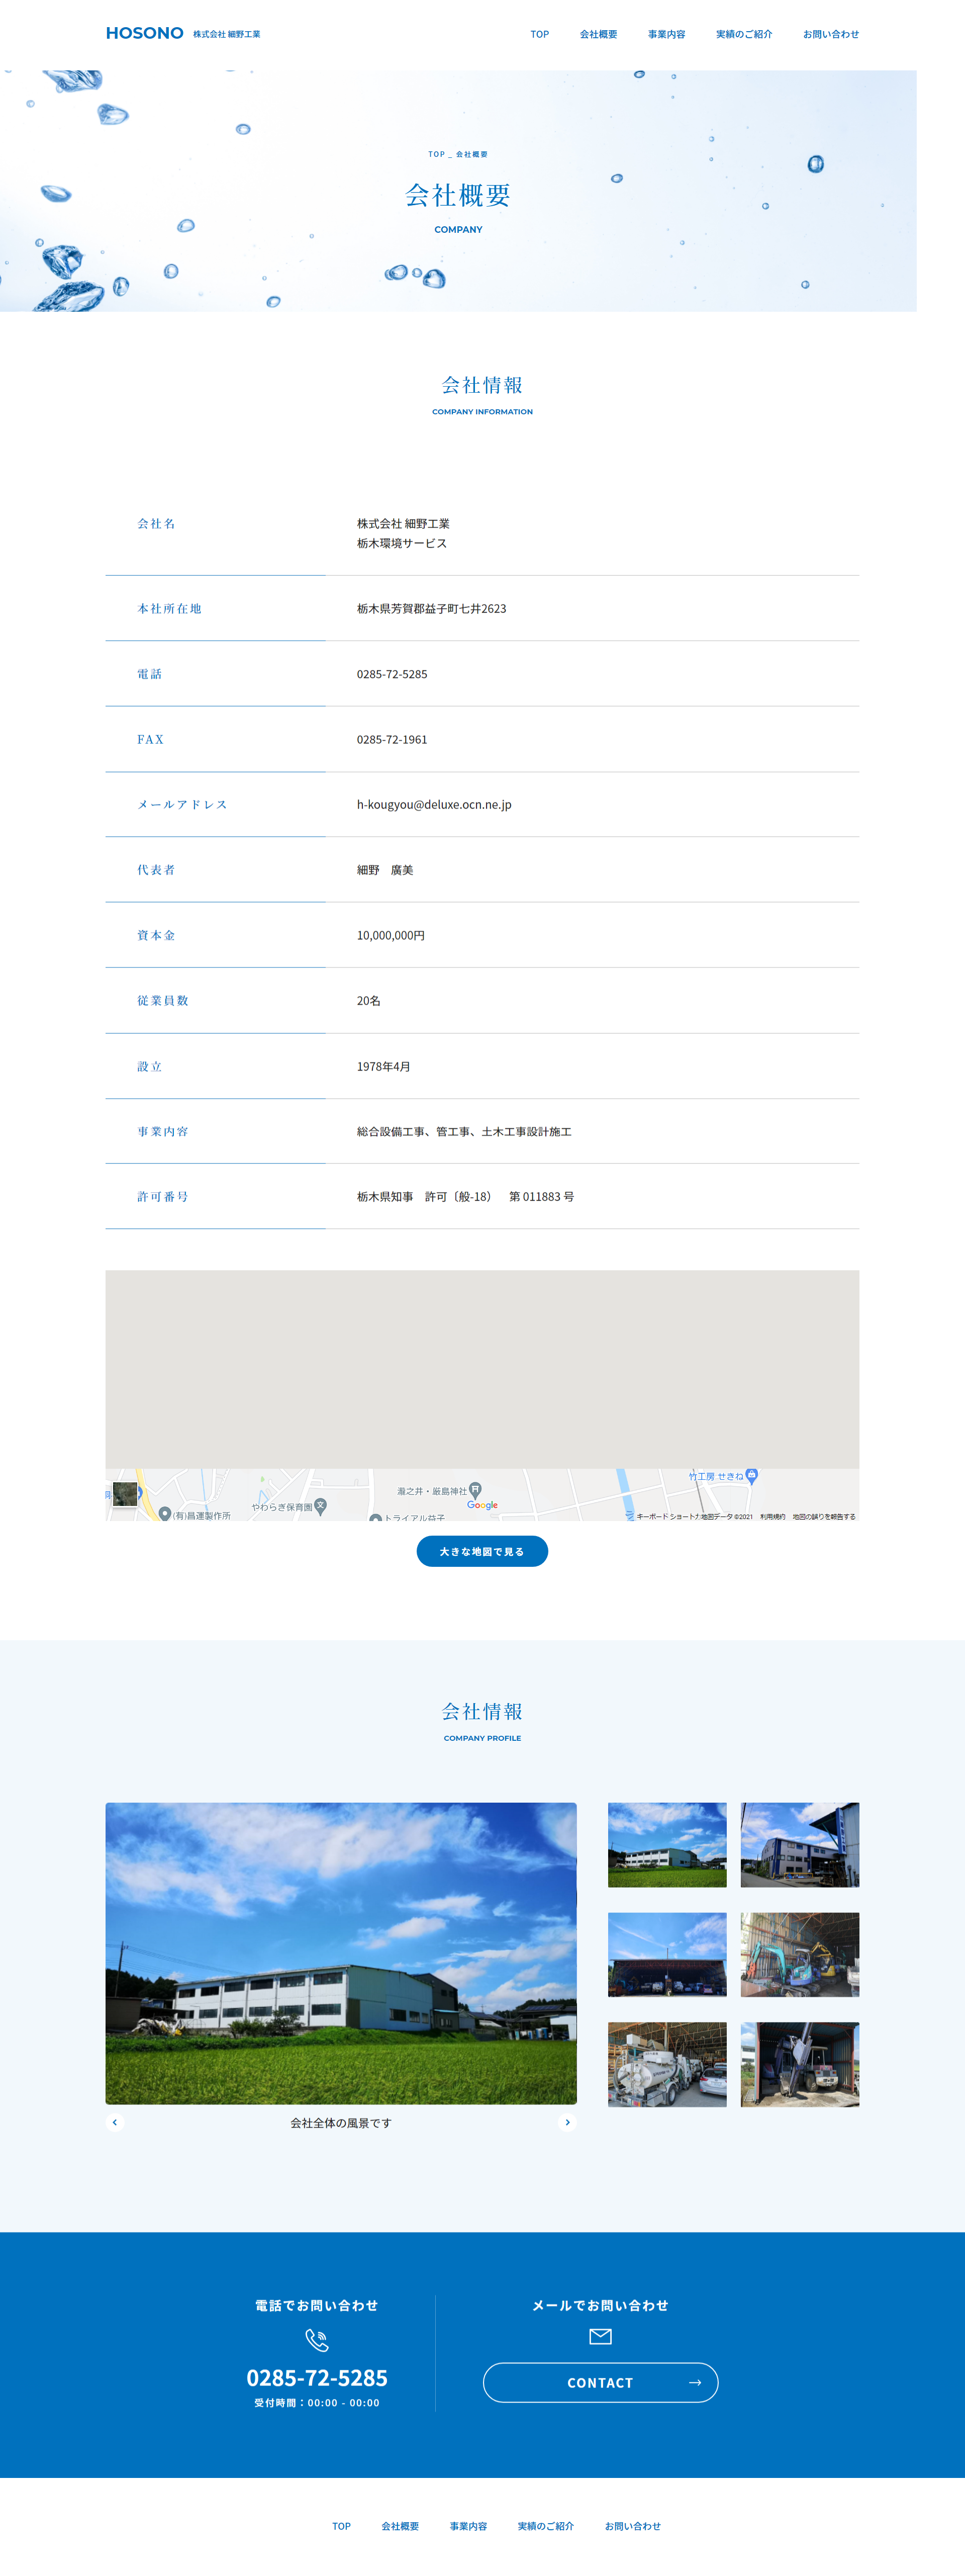 HOSONO 株式会社 細野工業
TOP 会社概要 事業内容 実績のご紹介 お問い合わせ
TOP _ 会社概要
会社概要
COMPANY
会社情報
COMPANY INFORMATION
会社名 株式会社 細野工業
栃木環境サービス
本社所在地 栃木県芳賀郡益子町七井2623
電話 0285-72-5285
FAX 0285-72-1961
メールアドレス h-kougyou@deluxe.ocn.ne.jp
代表者 細野　廣美
資本金 10,000,000円
従業員数 20名
設立 1978年4月
事業内容 総合設備工事、管工事、土木工事設計施工
許可番号 栃木県知事　許可〔般-18〕　第 011883 号
竹工房 せきね
瀧之井・厳島神社
やわらぎ保育園
Google
(有)昌運製作所
トライアル益子
キーボード ショートカ 地図データ ©2021 利用規約 地図の誤りを報告する
大きな地図で見る
会社情報
COMPANY PROFILE
会社全体の風景です
電話でお問い合わせ
0285-72-5285
受付時間：00:00 - 00:00
メールでお問い合わせ
CONTACT
TOP 会社概要 事業内容 実績のご紹介 お問い合わせ